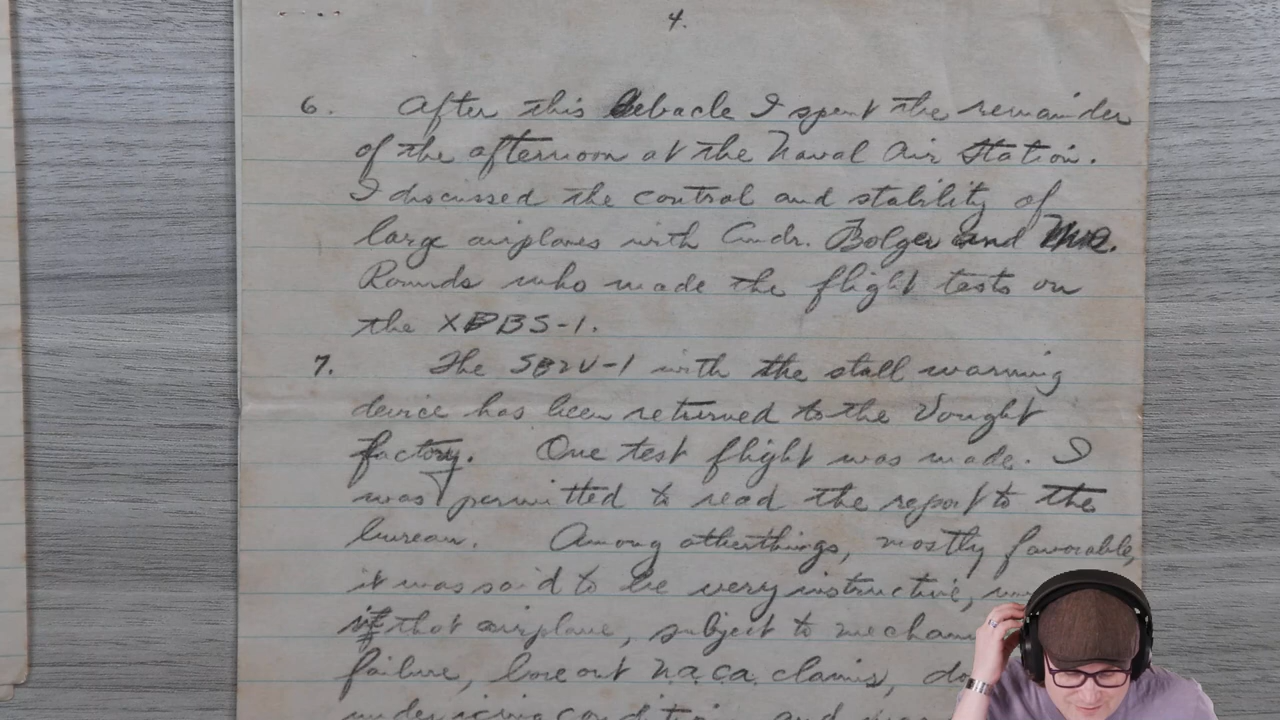 4.
6. After this debacle I spent the remainder
of the afternoon at the Naval Air Station.
I discussed the control and stability of
large airplanes with Cmdr. Bolger and
Rounds who made the flight tests on
the XPBS-1.
7. The SB2U-1 with the stall warning
device has been returned to the Vought
factory. One test flight was made. I
was permitted to read the report to the
bureau. Among other things, mostly favorable,
it was said to be very instructive,
if that airplane, subject to
failure, bore out N.A.C.A. claims,
and